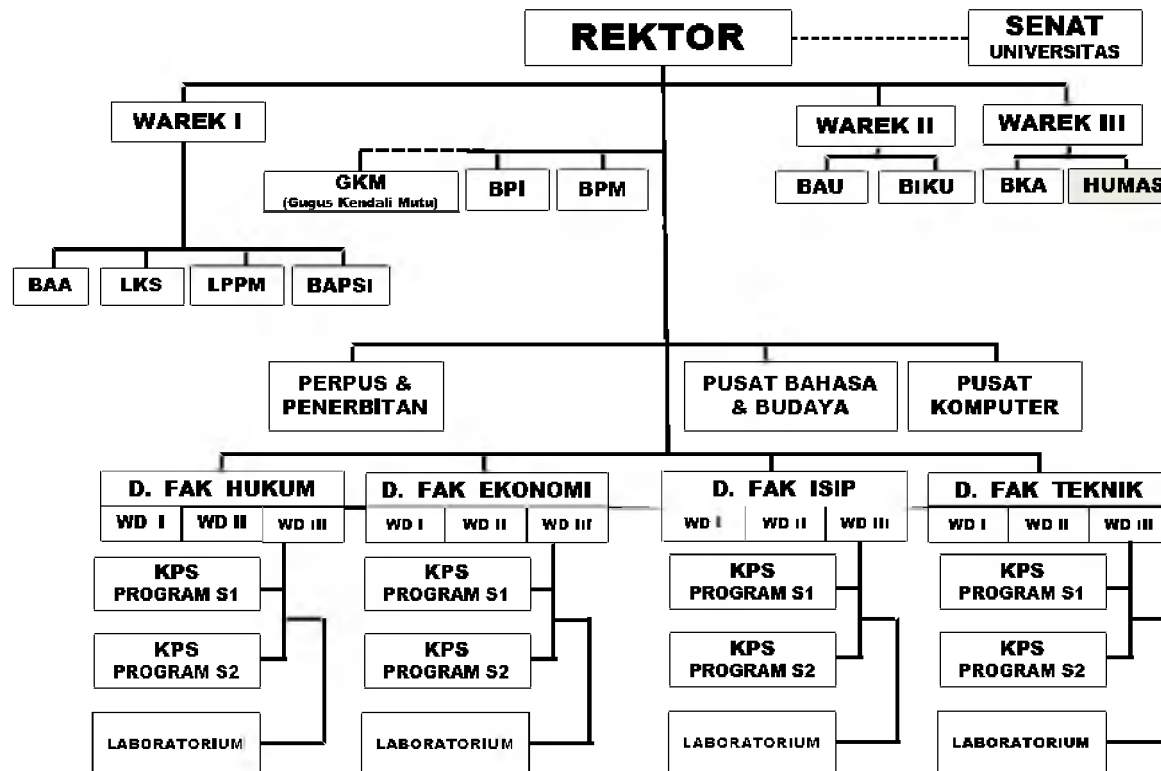 REKTOR
SENAT
UNIVERSITAS
WAREK I
WAREK II
WAREK III
GKM
(Gugus Kendali Mutu)
BPI
BPM
BAU
BIKU
BKA
HUMAS
BAA
LKS
LPPM
BAPSI
PERPUS &
PENERBITAN
PUSAT BAHASA
& BUDAYA
PUSAT
KOMPUTER
D. FAK HUKUM
D. FAK EKONOMI
D. FAK ISIP
D. FAK TEKNIK
WD I
WD II
WD III
WD I
WD II
WD III
WD I
WD II
WD III
WD I
WD II
WD III
KPS
PROGRAM S1
KPS
PROGRAM S1
KPS
PROGRAM S1
KPS
PROGRAM S1
KPS
PROGRAM S2
KPS
PROGRAM S2
KPS
PROGRAM S2
KPS
PROGRAM S2
LABORATORIUM
LABORATORIUM
LABORATORIUM
LABORATORIUM